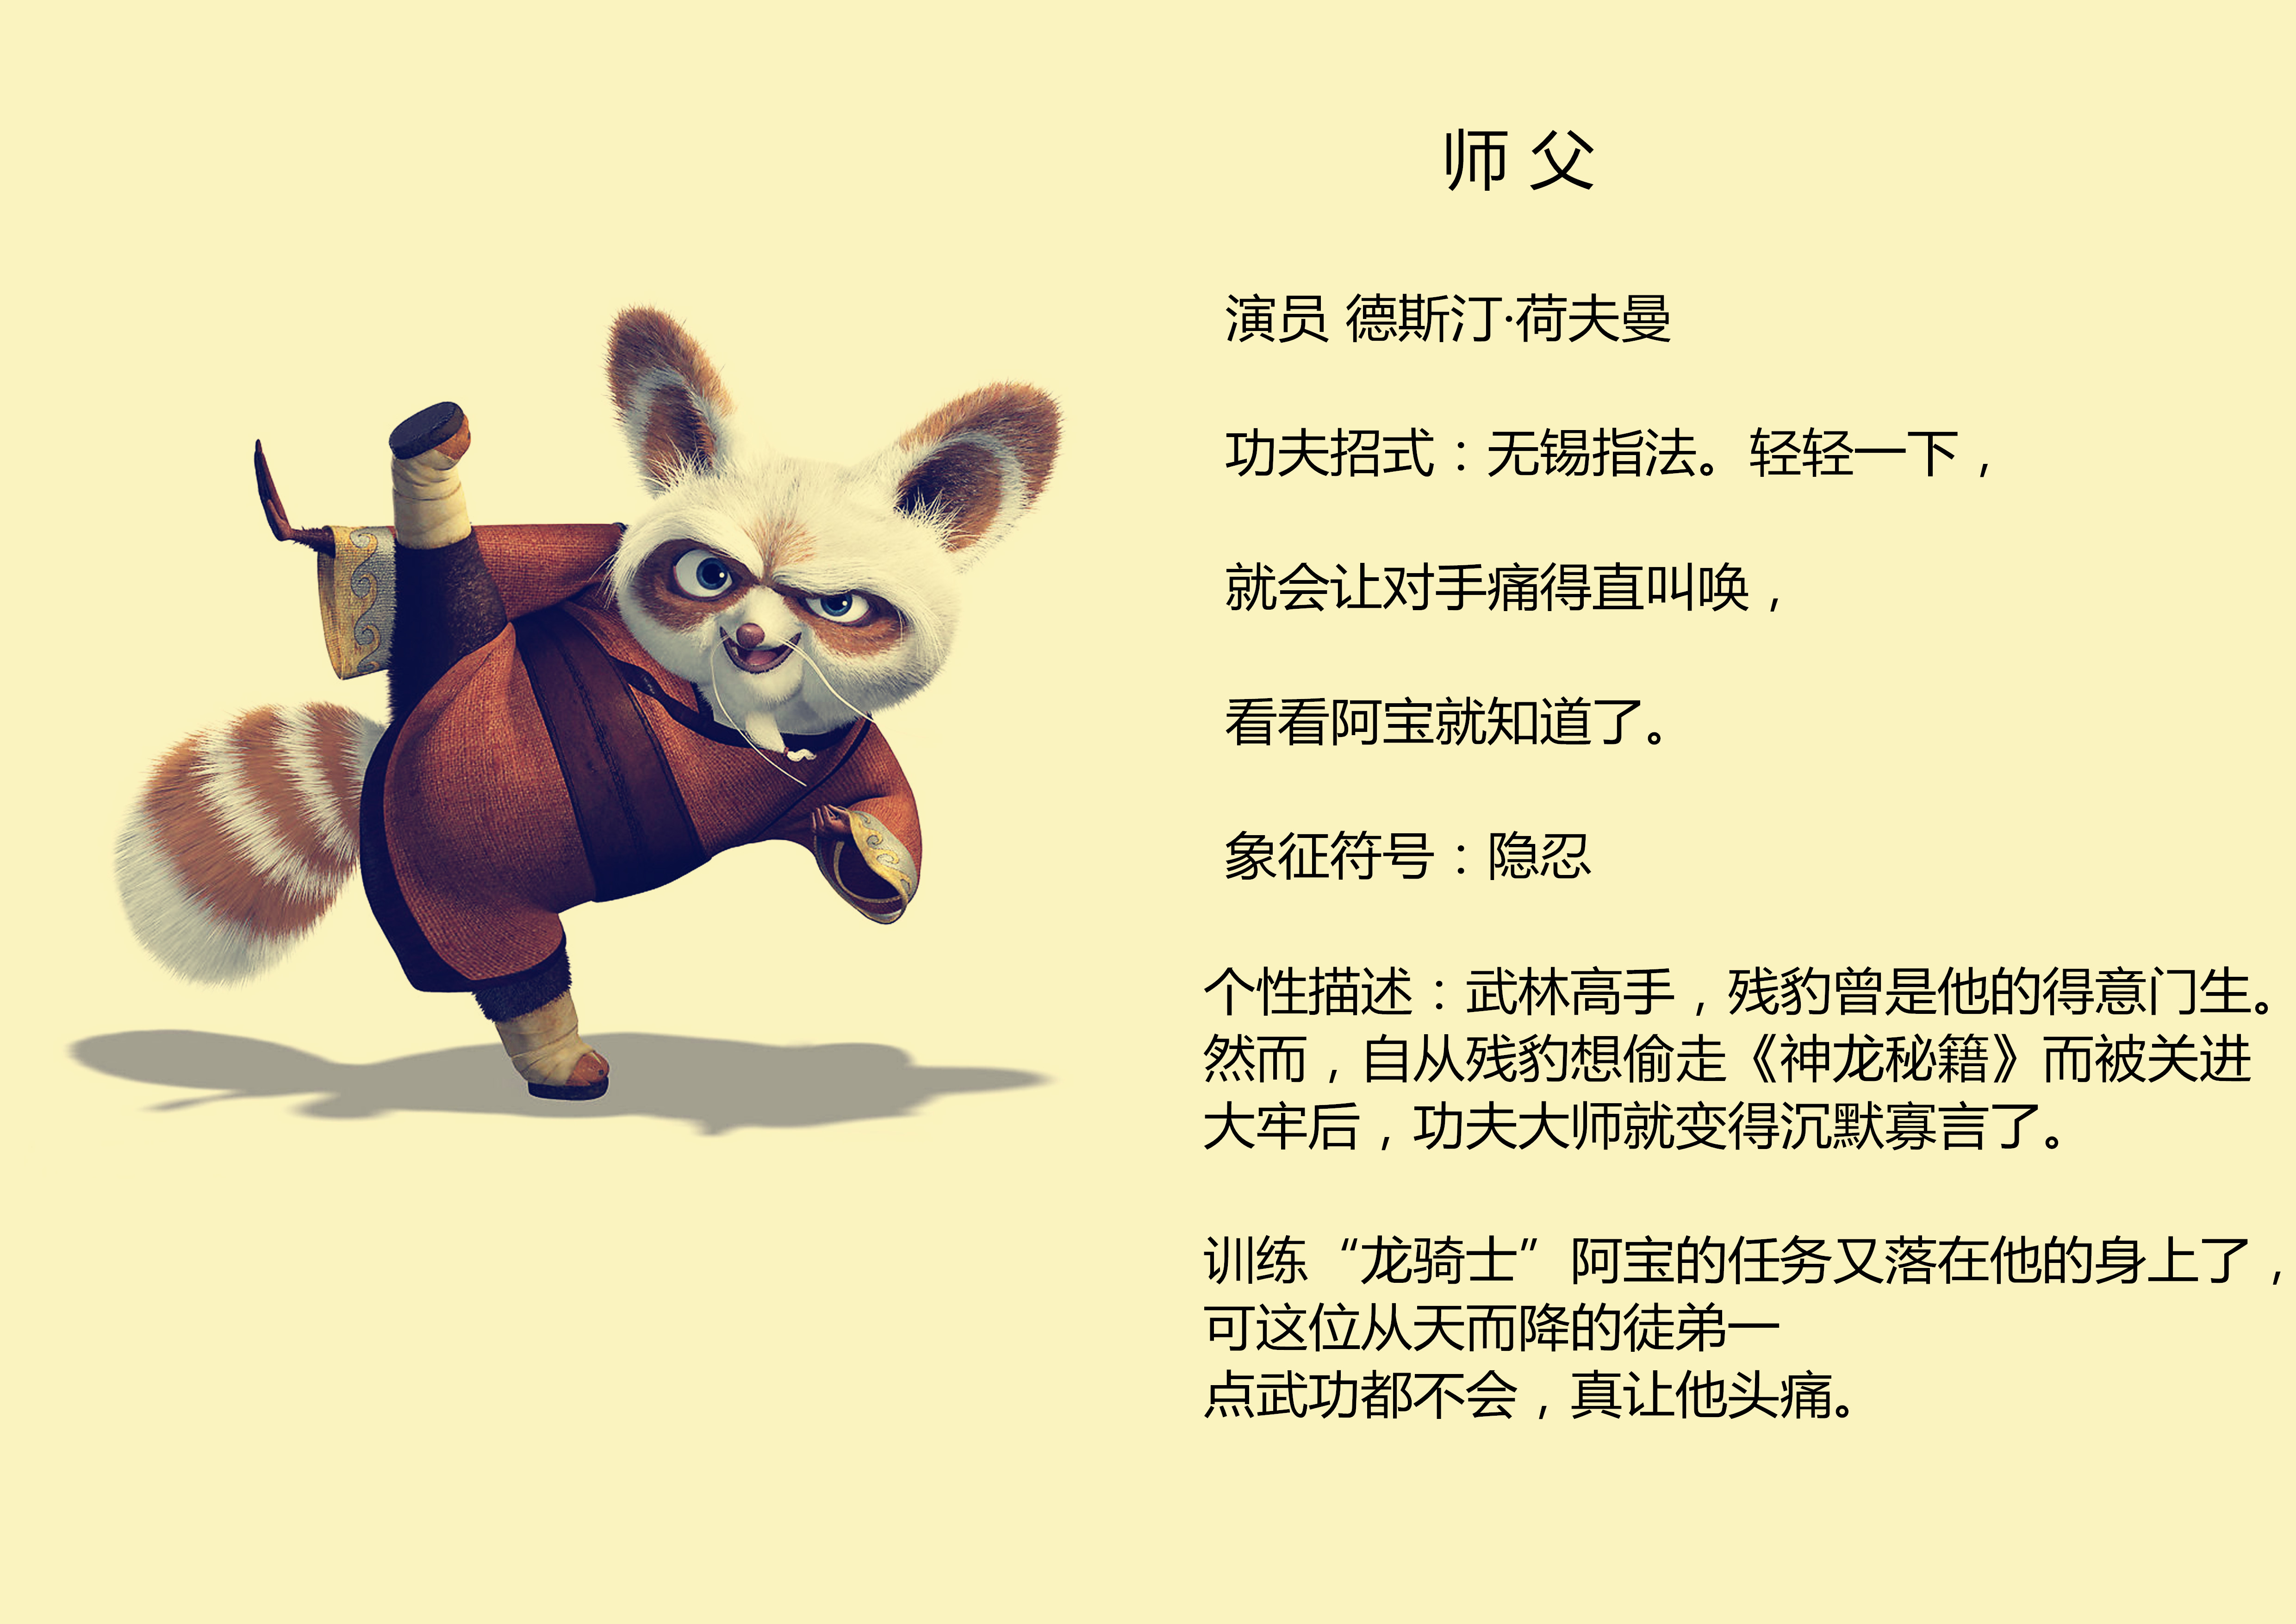 师 父
演员 德斯汀·荷夫曼
功夫招式：无锡指法。轻轻一下，
就会让对手痛得直叫唤，
看看阿宝就知道了。
象征符号：隐忍
个性描述：武林高手，残豹曾是他的得意门生。
然而，自从残豹想偷走《神龙秘籍》而被关进
大牢后，功夫大师就变得沉默寡言了。
训练“龙骑士”阿宝的任务又落在他的身上了，
可这位从天而降的徒弟一
点武功都不会，真让他头痛。